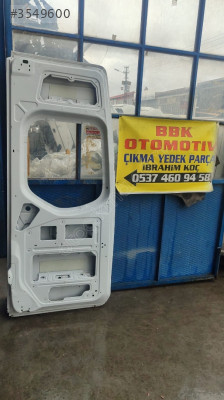 #3549600
BBK
OTOMOTİV
ÇIKMA YEDEK PARÇA
İBRAHİM KOÇ
0537 460 94 58